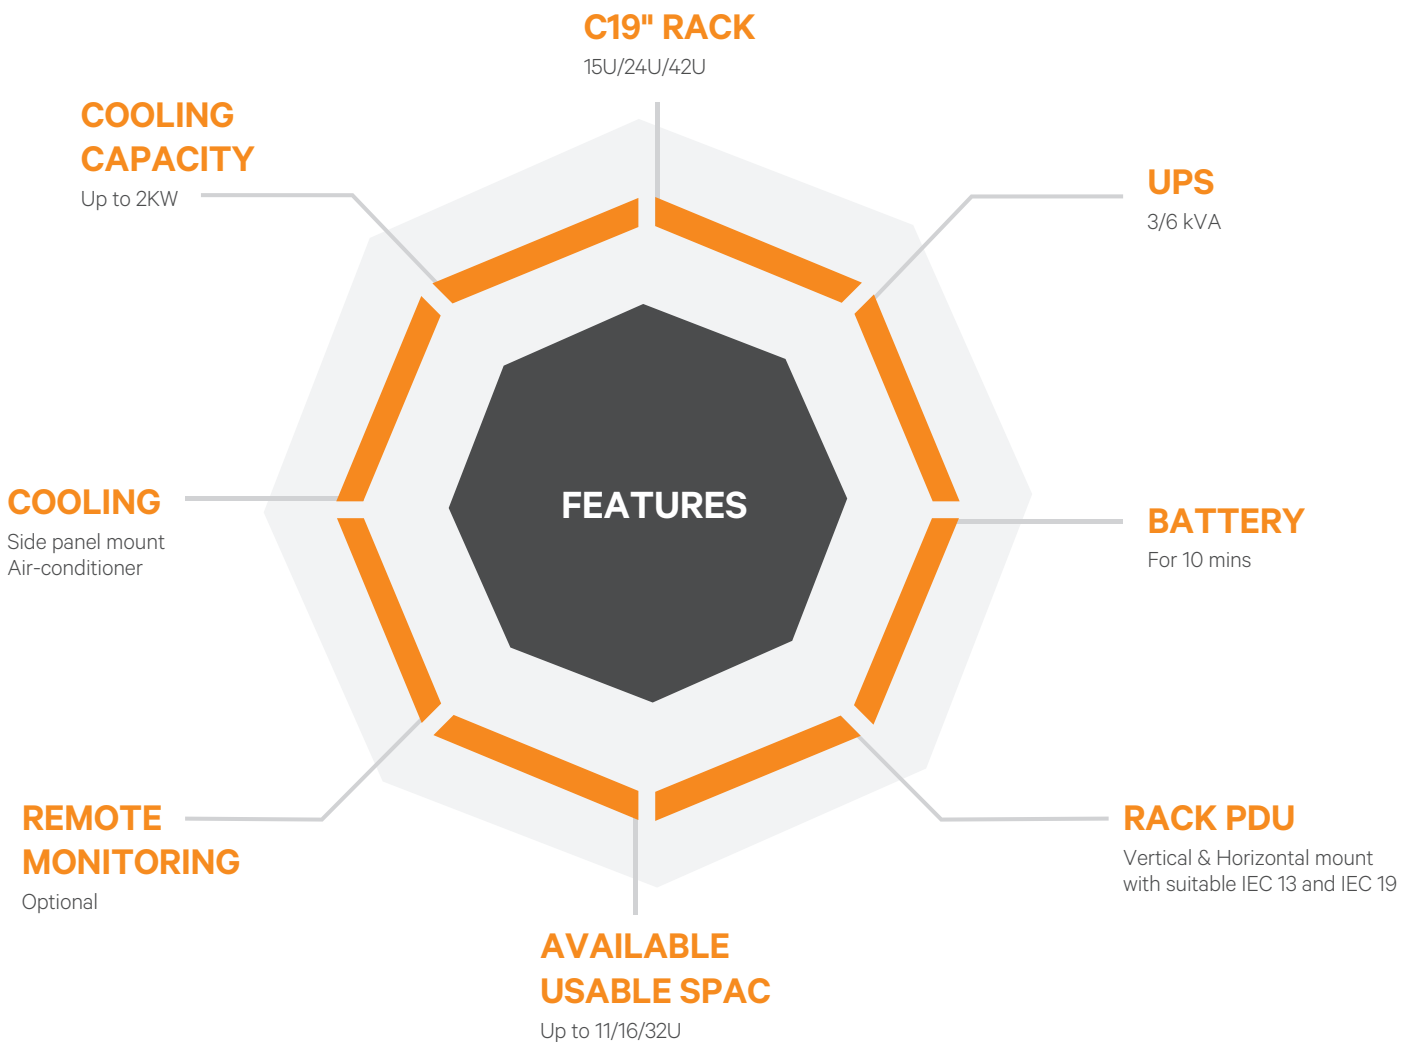 C19" RACK
15U/24U/42U
COOLING
CAPACITY
Up to 2KW
UPS
3/6 kVA
FEATURES
COOLING
Side panel mount
Air-conditioner
BATTERY
For 10 mins
REMOTE
MONITORING
Optional
RACK PDU
Vertical & Horizontal mount
with suitable IEC 13 and IEC 19
AVAILABLE
USABLE SPAC
Up to 11/16/32U